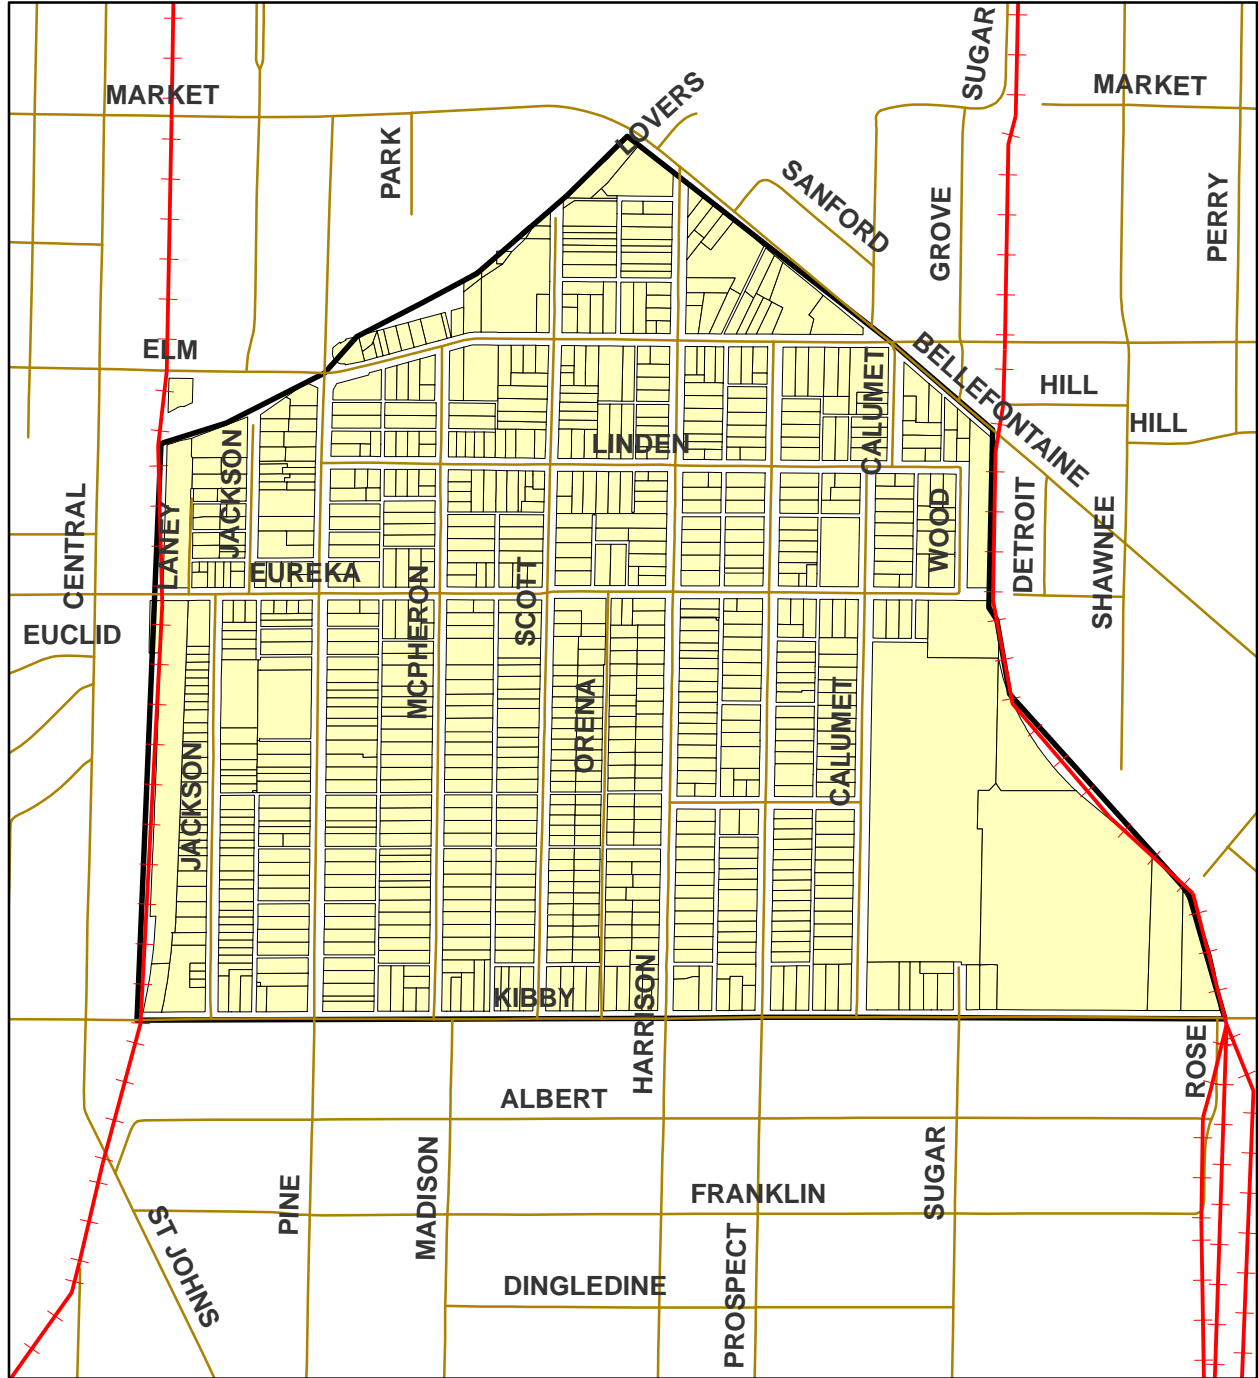 SUGAR
MARKET
MARKET
LOVERS
PARK
SANFORD
GROVE
PERRY
ELM
BELLEFONTAINE
HILL
HILL
CALUMET
LINDEN
JACKSON
CENTRAL
LANEY
WOOD
DETROIT
SHAWNEE
EUREKA
MCPHERON
SCOTT
EUCLID
ORENA
CALUMET
JACKSON
KIBBY
HARRISON
ROSE
ALBERT
PINE
MADISON
SUGAR
FRANKLIN
ST JOHNS
PROSPECT
DINGLEDINE